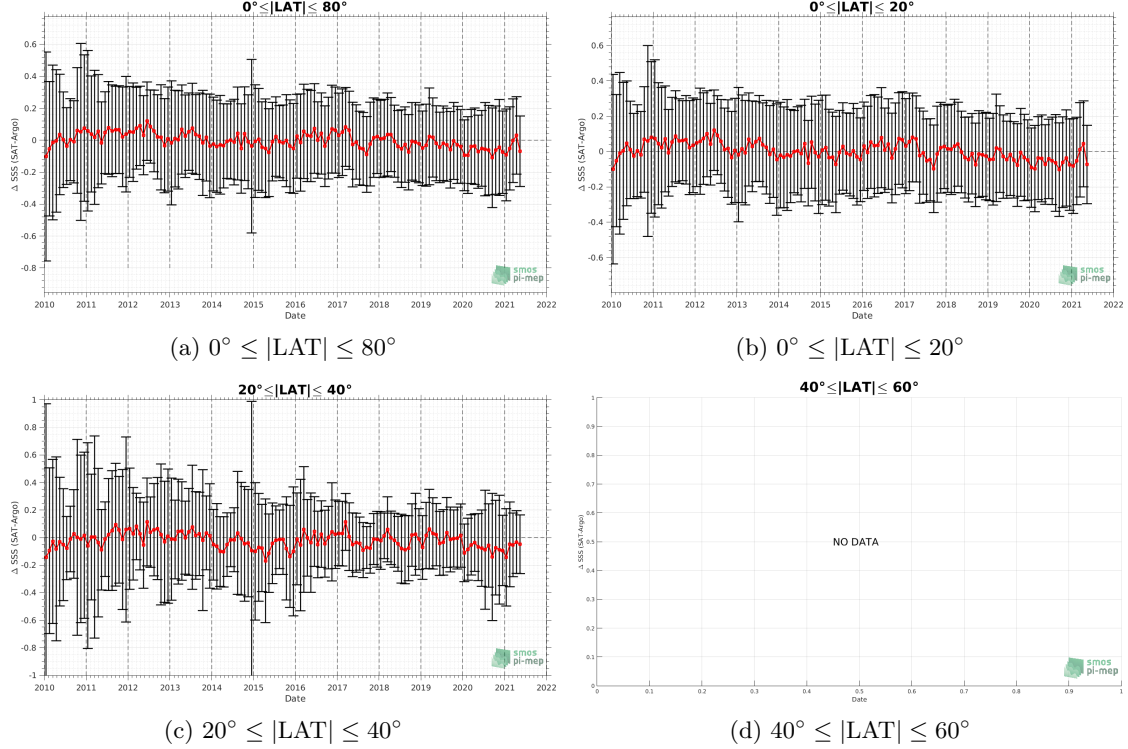 0°≤|LAT|≤ 80°
Δ SSS (SAT-Argo)
0.6
0.4
0.2
0
-0.2
-0.4
-0.6
-0.8
2010 2011 2012 2013 2014 2015 2016 2017 2018 2019 2020 2021 2022
Date
smos
pi-mep
(a) 0° ≤ |LAT| ≤ 80°
0°≤|LAT|≤ 20°
Δ SSS (SAT-Argo)
0.6
0.4
0.2
0
-0.2
-0.4
-0.6
2010 2011 2012 2013 2014 2015 2016 2017 2018 2019 2020 2021 2022
Date
smos
pi-mep
(b) 0° ≤ |LAT| ≤ 20°
20°≤|LAT|≤ 40°
Δ SSS (SAT-Argo)
1
0.8
0.6
0.4
0.2
0
-0.2
-0.4
-0.6
-0.8
-1
2010 2011 2012 2013 2014 2015 2016 2017 2018 2019 2020 2021 2022
Date
smos
pi-mep
(c) 20° ≤ |LAT| ≤ 40°
40°≤|LAT|≤ 60°
Δ SSS (SAT-Argo)
1
0.9
0.8
0.7
0.6
0.5
0.4
0.3
0.2
0.1
0
NO DATA
0 0.1 0.2 0.3 0.4 0.5 0.6 0.7 0.8 0.9 1
Date
smos
pi-mep
(d) 40° ≤ |LAT| ≤ 60°